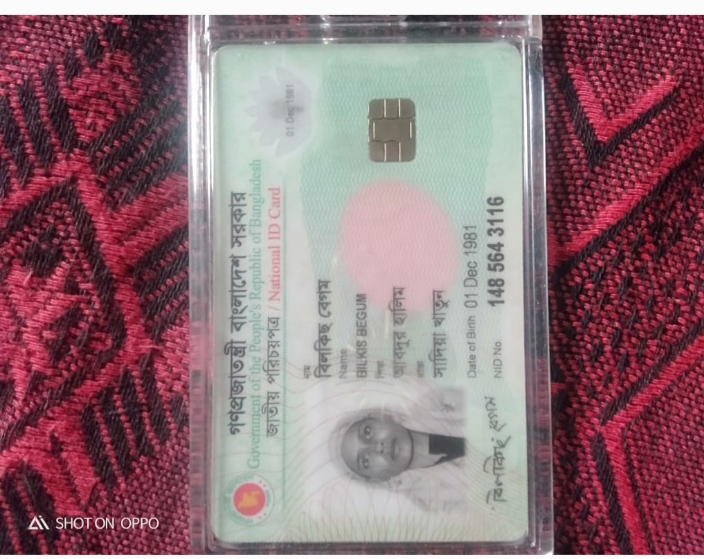 গণপ্রজাতন্ত্রী বাংলাদেশ সরকার
Government of the People's Republic of Bangladesh
জাতীয় পরিচয়পত্র / National ID Card
01 Dec 1981
নাম
বিলকিছ বেগম
Name
BILKIS BEGUM
পিতা
আবদুর হালিম
মাতা
সাদিয়া খাতুন
Date of Birth 01 Dec 1981
NID No. 148 564 3116
বিলকিছ বেগম
SHOT ON OPPO